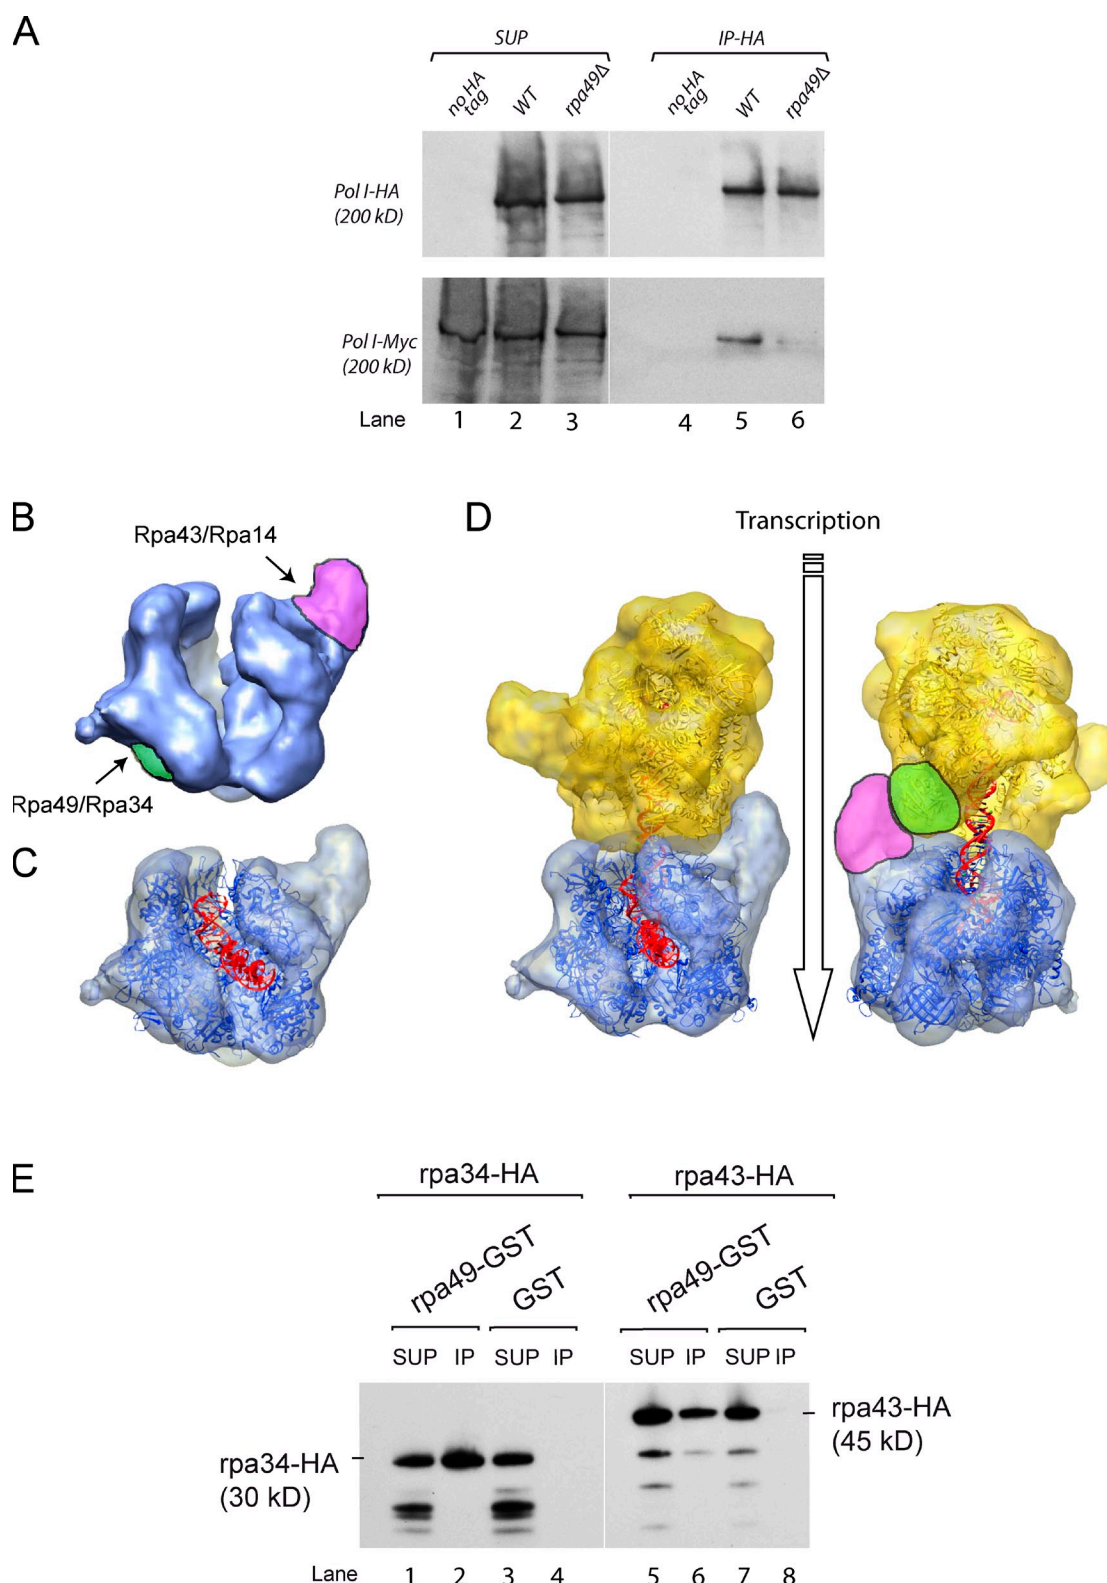 A
SUP
IP-HA
no HA
tag
WT
rpa49Δ
no HA
tag
WT
rpa49Δ
Pol I-HA
(200 kD)
Pol I-Myc
(200 kD)
Lane
1
2
3
4
5
6
B
Rpa43/Rpa14
Rpa49/Rpa34
C
D
Transcription
E
rpa34-HA
rpa43-HA
rpa49-GST
GST
rpa49-GST
GST
SUP IP SUP IP
SUP IP SUP IP
rpa34-HA
(30 kD)
rpa43-HA
(45 kD)
Lane
1 2 3 4 5 6 7 8